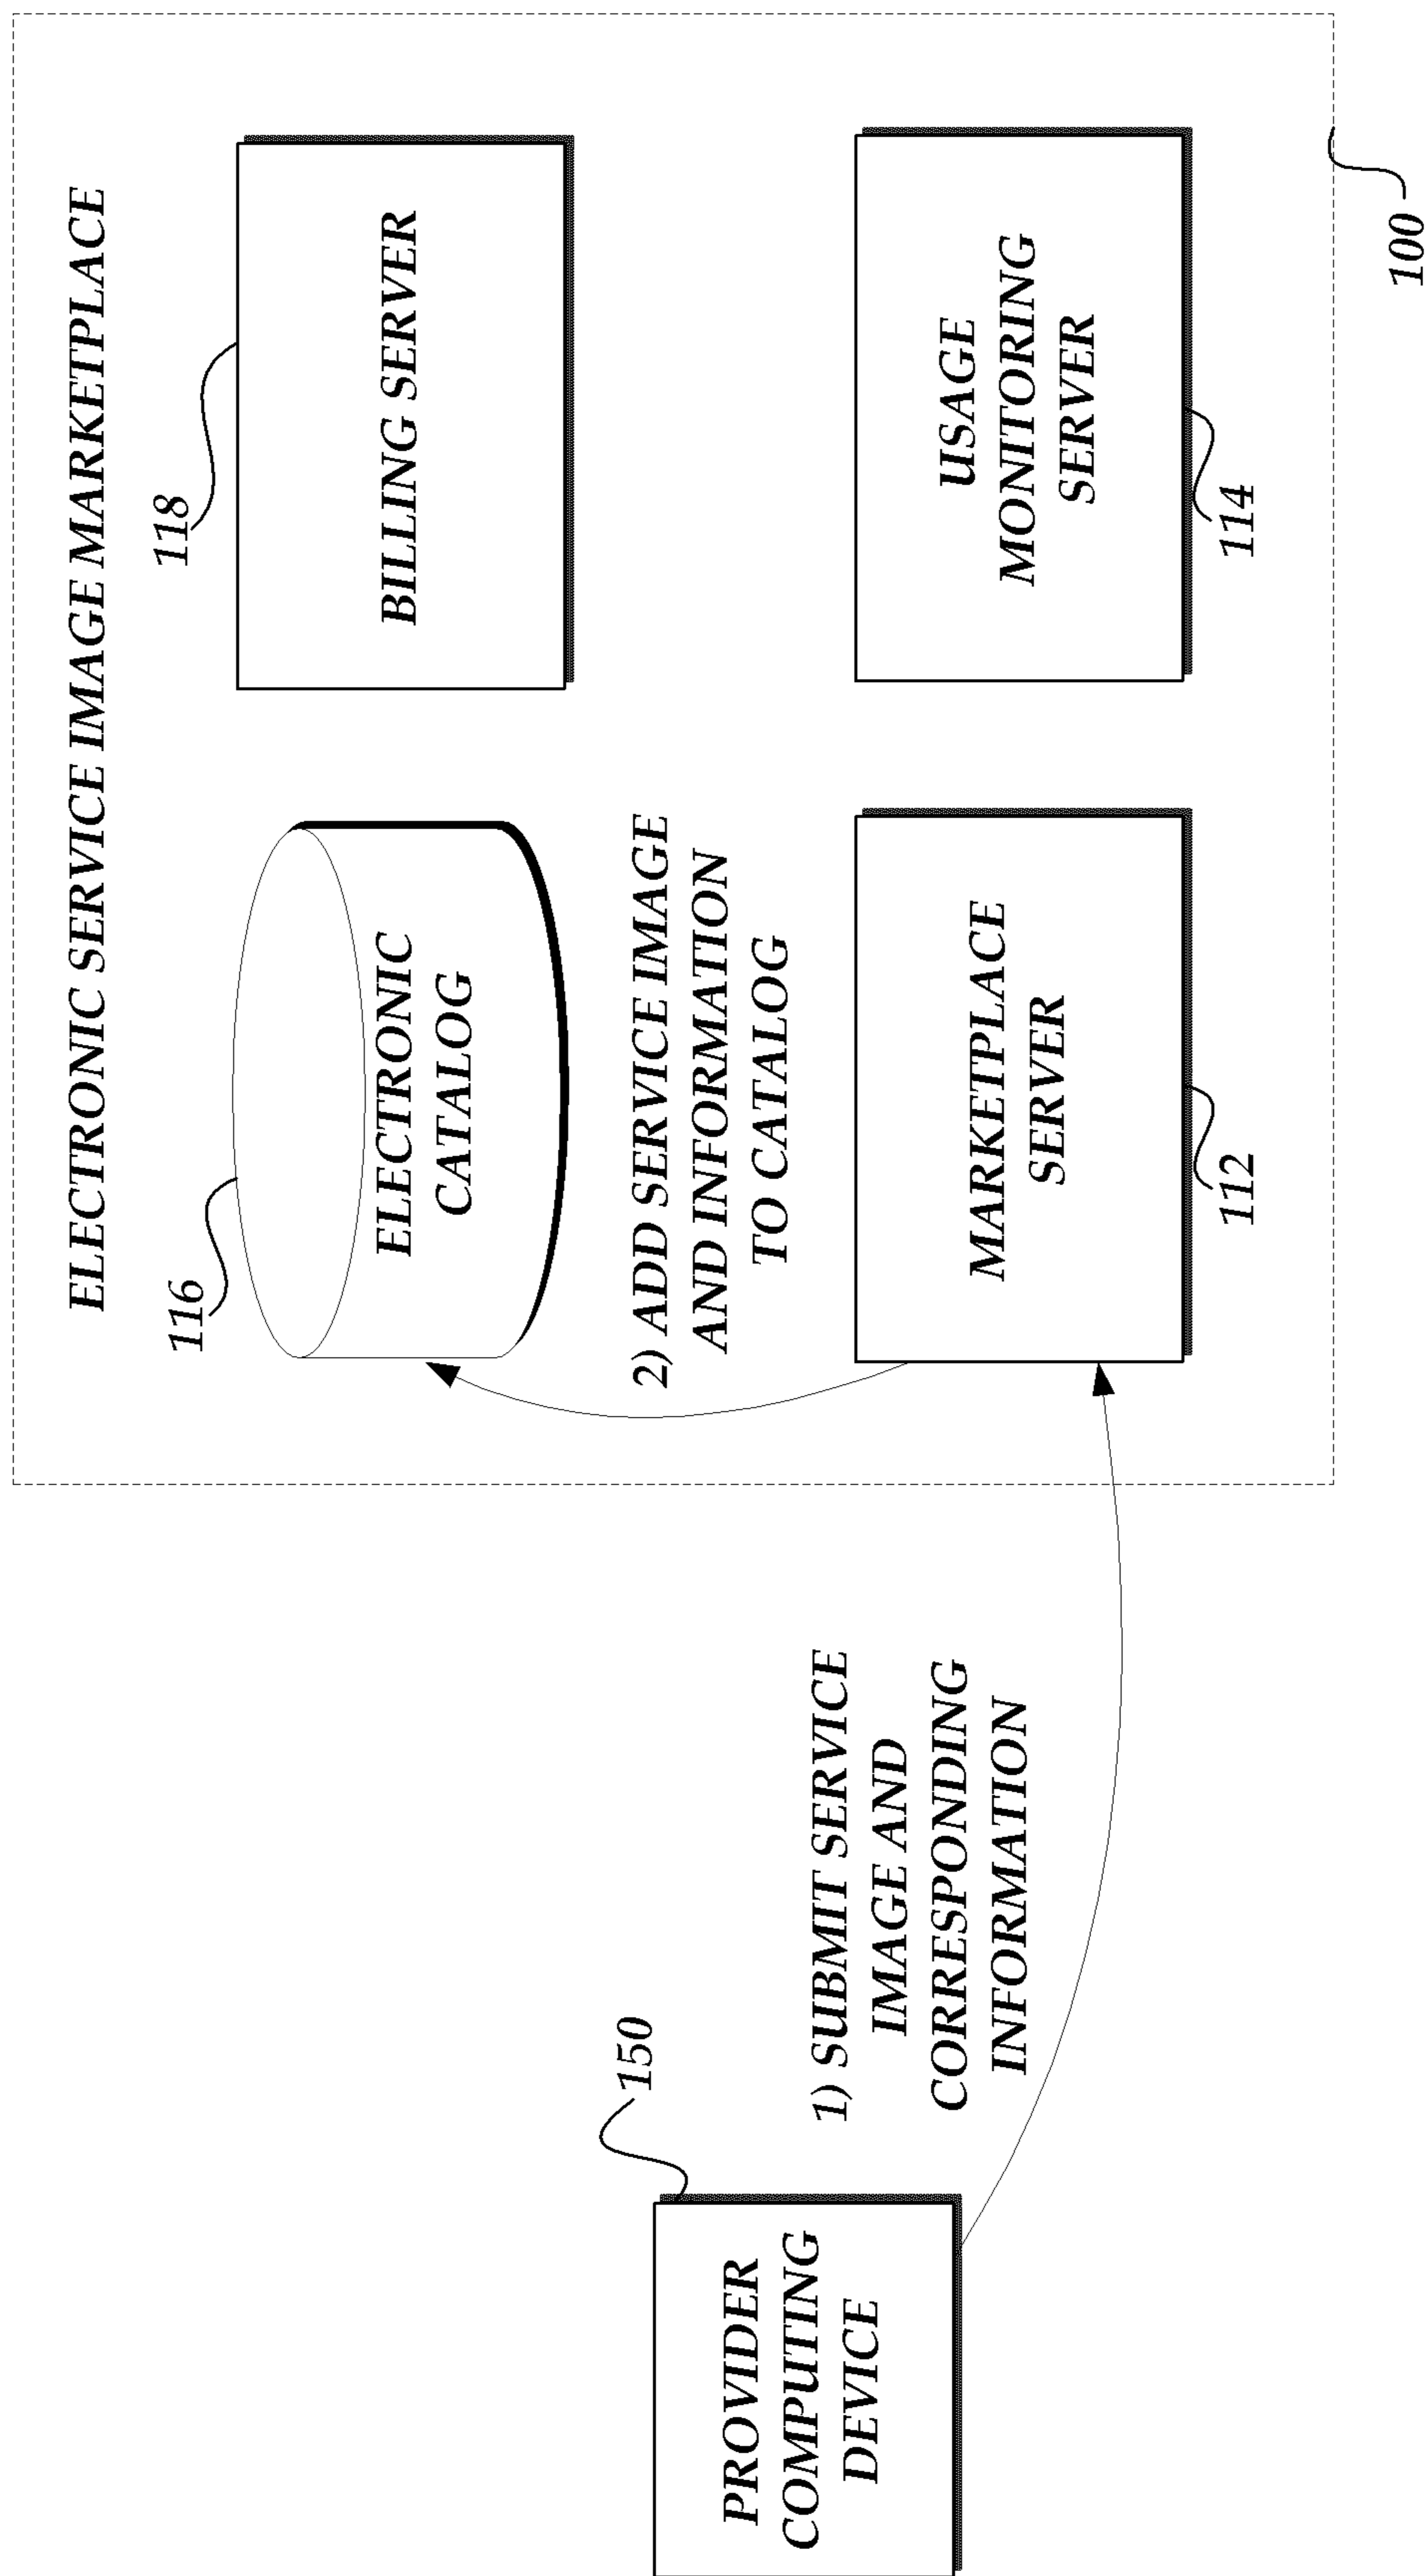 ELECTRONIC SERVICE IMAGE MARKETPLACE
116
118
ELECTRONIC
CATALOG
BILLING SERVER
150
PROVIDER
COMPUTING
DEVICE
1) SUBMIT SERVICE
IMAGE AND
CORRESPONDING
INFORMATION
2) ADD SERVICE IMAGE
AND INFORMATION
TO CATALOG
MARKETPLACE
SERVER
USAGE
MONITORING
SERVER
112
114
100